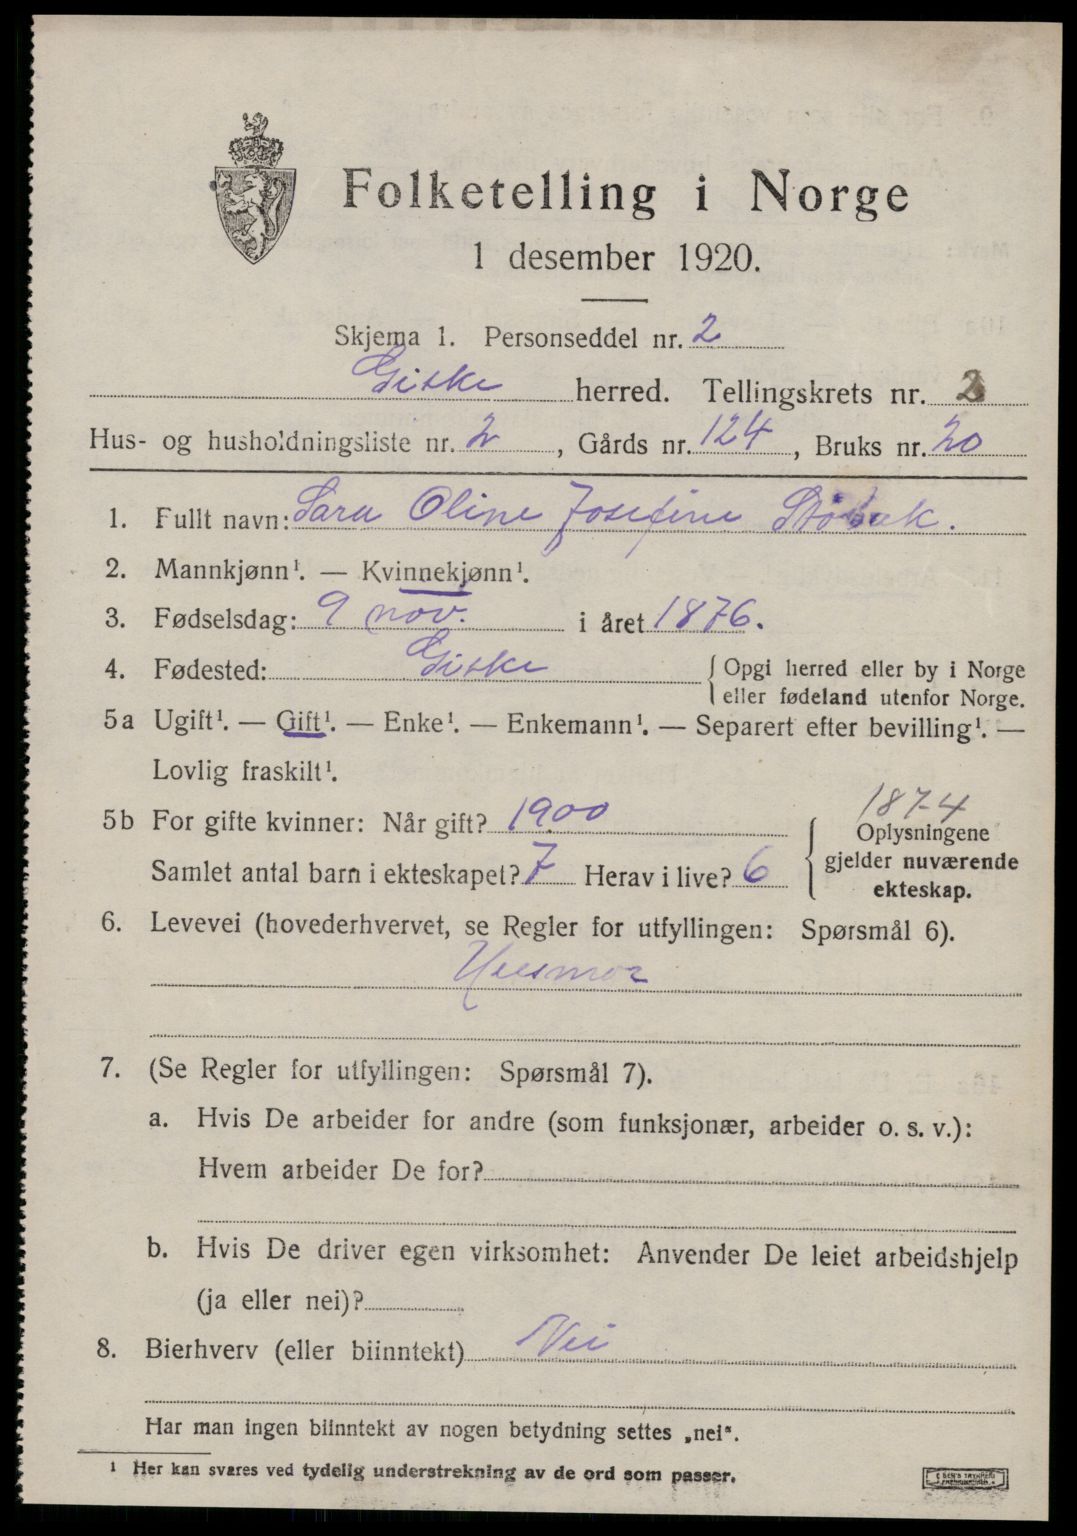 Folketelling i Norge
1 desember 1920.
Skjema 1. Personseddel nr. 2
Giske herred. Tellingskrets nr. 2
Hus- og husholdningsliste nr. 2, Gårds nr. 124, Bruks nr. 20
1. Fullt navn: Sara Oline Josefine Støbak.
2. Mannkjønn¹. — Kvinnekjønn¹.
3. Fødselsdag: 9 nov. i året 1876.
4. Fødested: Giske { Opgi herred eller by i Norge
eller fødeland utenfor Norge.
5a Ugift¹. — Gift¹. — Enke¹. — Enkemann¹. — Separert efter bevilling¹. —
Lovlig fraskilt¹.
187-4
5b For gifte kvinner: Når gift? 1900 { Oplysningene
gjelder nuværende
ekteskap.
Samlet antal barn i ekteskapet? 7 Herav i live? 6
6. Levevei (hovederhvervet, se Regler for utfyllingen: Spørsmål 6).
Husmor
7. (Se Regler for utfyllingen: Spørsmål 7).
a. Hvis De arbeider for andre (som funksjonær, arbeider o. s. v.):
Hvem arbeider De for?
b. Hvis De driver egen virksomhet: Anvender De leiet arbeidshjelp
(ja eller nei)?
8. Bierhverv (eller biinntekt) Nei
Har man ingen biinntekt av nogen betydning settes „nei“.
¹ Her kan svares ved tydelig understrekning av de ord som passer.